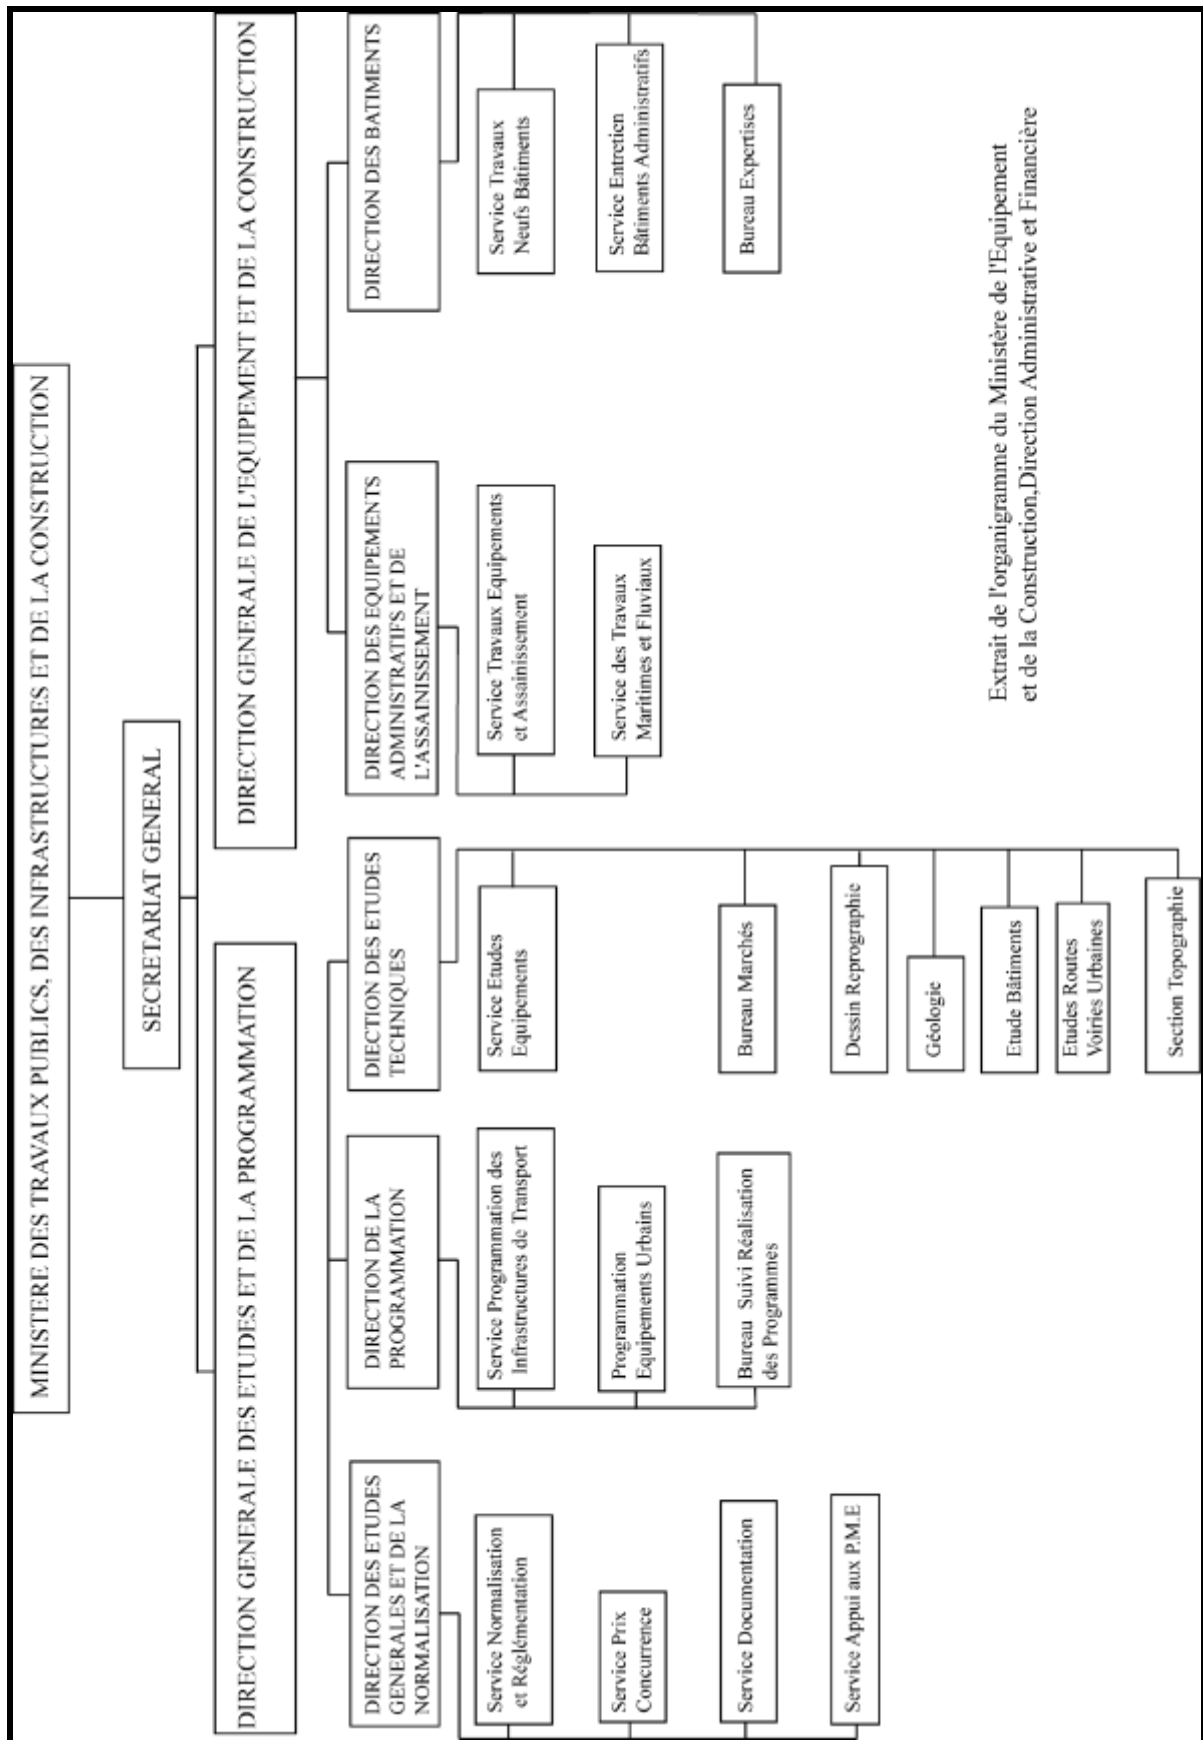 MINISTERE DES TRAVAUX PUBLICS, DES INFRASTRUCTURES ET DE LA CONSTRUCTION
SECRETARIAT GENERAL
DIRECTION GENERALE DES ETUDES ET DE LA PROGRAMMATION
DIRECTION GENERALE DE L'EQUIPEMENT ET DE LA CONSTRUCTION
DIRECTION DES ETUDES
GENERALES ET DE LA
NORMALISATION
Service Normalisation
et Réglémentation
Service Prix
Concurrence
Service Documentation
Service Appui aux P.M.E
DIRECTION DE LA
PROGRAMMATION
Service Programmation des
Infrastructures de Transport
Programmation
Equipements Urbains
Bureau Suivi Réalisation
des Programmes
DIECTION DES ETUDES
TECHNIQUES
Service Etudes
Equipements
Bureau Marchés
Dessin Reprographie
Géologie
Etude Bâtiments
Etudes Routes
Voiries Urbaines
Section Topographie
DIRECTION DES EQUIPEMENTS
ADMINISTRATIFS ET DE
L'ASSAINISSEMENT
Service Travaux Equipements
et Assainissement
Service des Travaux
Maritimes et Fluviaux
DIRECTION DES BATIMENTS
Service Travaux
Neufs Bâtiments
Service Entretien
Bâtiments Administratifs
Bureau Expertises
Extrait de l'organigramme du Ministère de l'Equipement
et de la Construction,Direction Administrative et Financière